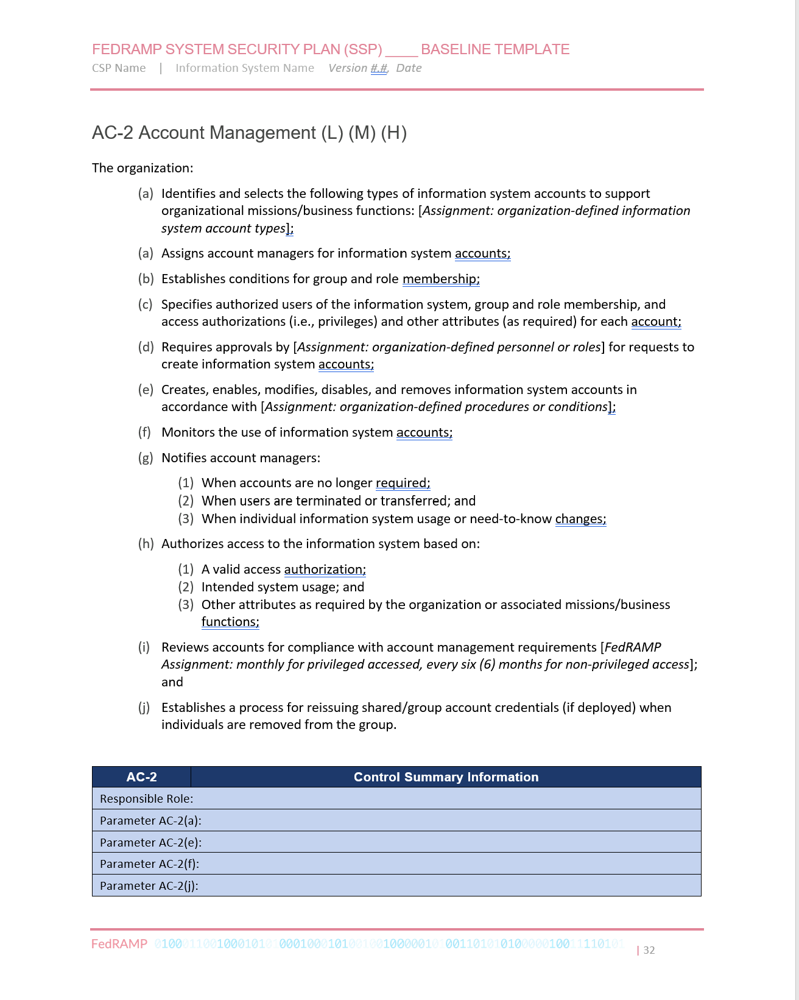 FEDRAMP SYSTEM SECURITY PLAN (SSP) ____ BASELINE TEMPLATE
CSP Name | Information System Name Version #.#, Date
AC-2 Account Management (L) (M) (H)
The organization:
(a) Identifies and selects the following types of information system accounts to support
organizational missions/business functions: [Assignment: organization-defined information
system account types];
(a) Assigns account managers for information system accounts;
(b) Establishes conditions for group and role membership;
(c) Specifies authorized users of the information system, group and role membership, and
access authorizations (i.e., privileges) and other attributes (as required) for each account;
(d) Requires approvals by [Assignment: organization-defined personnel or roles] for requests to
create information system accounts;
(e) Creates, enables, modifies, disables, and removes information system accounts in
accordance with [Assignment: organization-defined procedures or conditions];
(f) Monitors the use of information system accounts;
(g) Notifies account managers:
(1) When accounts are no longer required;
(2) When users are terminated or transferred; and
(3) When individual information system usage or need-to-know changes;
(h) Authorizes access to the information system based on:
(1) A valid access authorization;
(2) Intended system usage; and
(3) Other attributes as required by the organization or associated missions/business
functions;
(i) Reviews accounts for compliance with account management requirements [FedRAMP
Assignment: monthly for privileged accessed, every six (6) months for non-privileged access];
and
(j) Establishes a process for reissuing shared/group account credentials (if deployed) when
individuals are removed from the group.
AC-2 Control Summary Information
Responsible Role:
Parameter AC-2(a):
Parameter AC-2(e):
Parameter AC-2(f):
Parameter AC-2(j):
FedRAMP
| 32